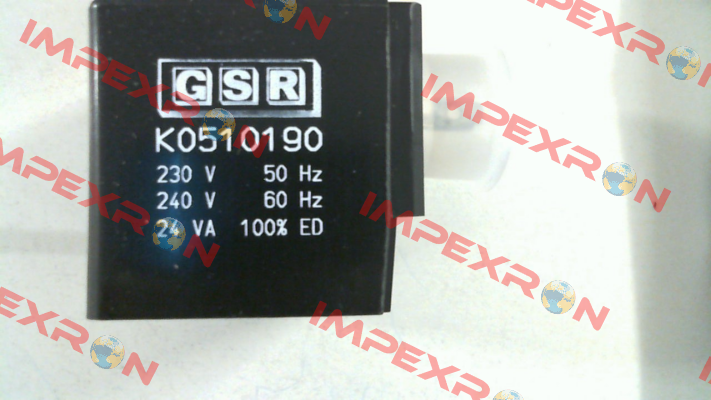 IMPEXRON
IMPEXRON
GSR
K0510190
230 V 50 Hz
240 V 60 Hz
24 VA 100% ED
IMPEXRON
IMPEXRON
IMPEXRON
IMPEXRON